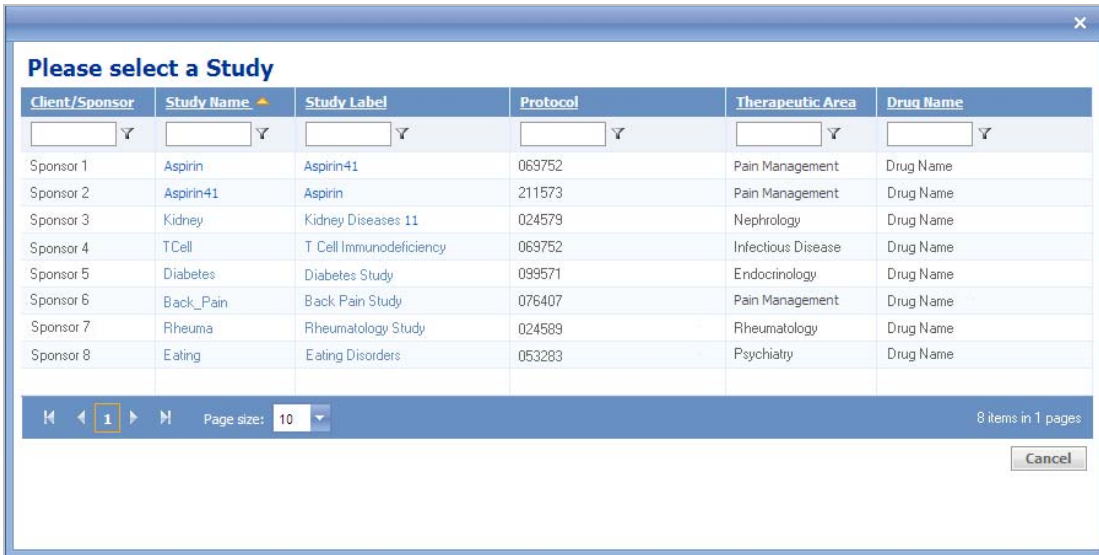 Please select a Study
Client/Sponsor Study Name Study Label Protocol Therapeutic Area Drug Name
Sponsor 1 Aspirin Aspirin41 069752 Pain Management Drug Name
Sponsor 2 Aspirin41 Aspirin 211573 Pain Management Drug Name
Sponsor 3 Kidney Kidney Diseases 11 024579 Nephrology Drug Name
Sponsor 4 TCell T Cell Immunodeficiency 069752 Infectious Disease Drug Name
Sponsor 5 Diabetes Diabetes Study 099571 Endocrinology Drug Name
Sponsor 6 Back_Pain Back Pain Study 076407 Pain Management Drug Name
Sponsor 7 Rheuma Rheumatology Study 024589 Rheumatology Drug Name
Sponsor 8 Eating Eating Disorders 053283 Psychiatry Drug Name
1 Page size: 10 8 items in 1 pages
Cancel